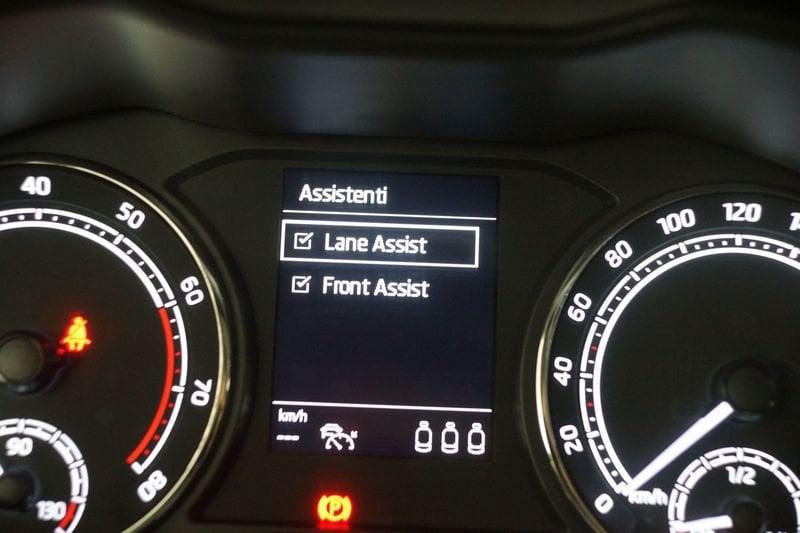 Assistenti
Lane Assist
Front Assist
km/h
---
40
50
60
70
80
90
130
0
20
40
60
80
100
120
km/h
1/2
P